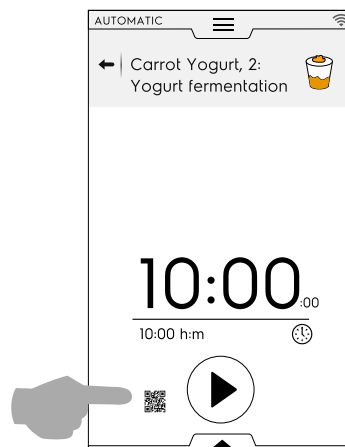 AUTOMATIC
Carrot Yogurt, 2:
Yogurt fermentation
10:00:00
10:00 h:m